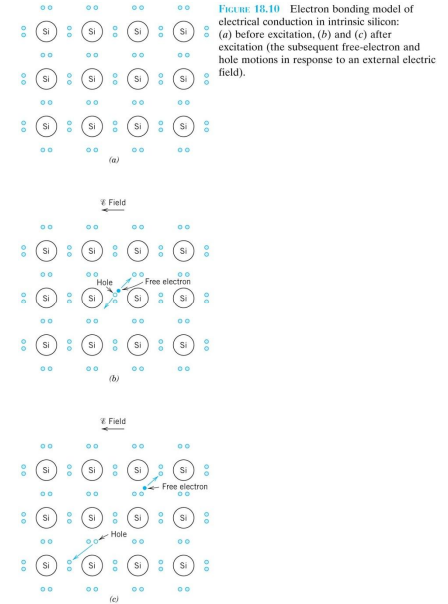 FIGURE 18.10 Electron bonding model of
electrical conduction in intrinsic silicon:
(a) before excitation, (b) and (c) after
excitation (the subsequent free-electron and
hole motions in response to an external electric
field).
Si Si Si Si
Si Si Si Si
Si Si Si Si
(a)
ℰ Field
Si Si Si Si
Hole Free electron
Si Si Si Si
Si Si Si Si
(b)
ℰ Field
Si Si Si Si
Free electron
Si Si Si Si
Hole
Si Si Si Si
(c)